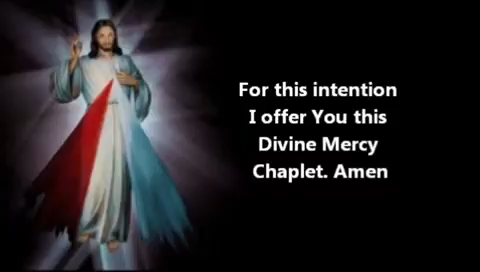 For this intention
I offer You this
Divine Mercy
Chaplet. Amen